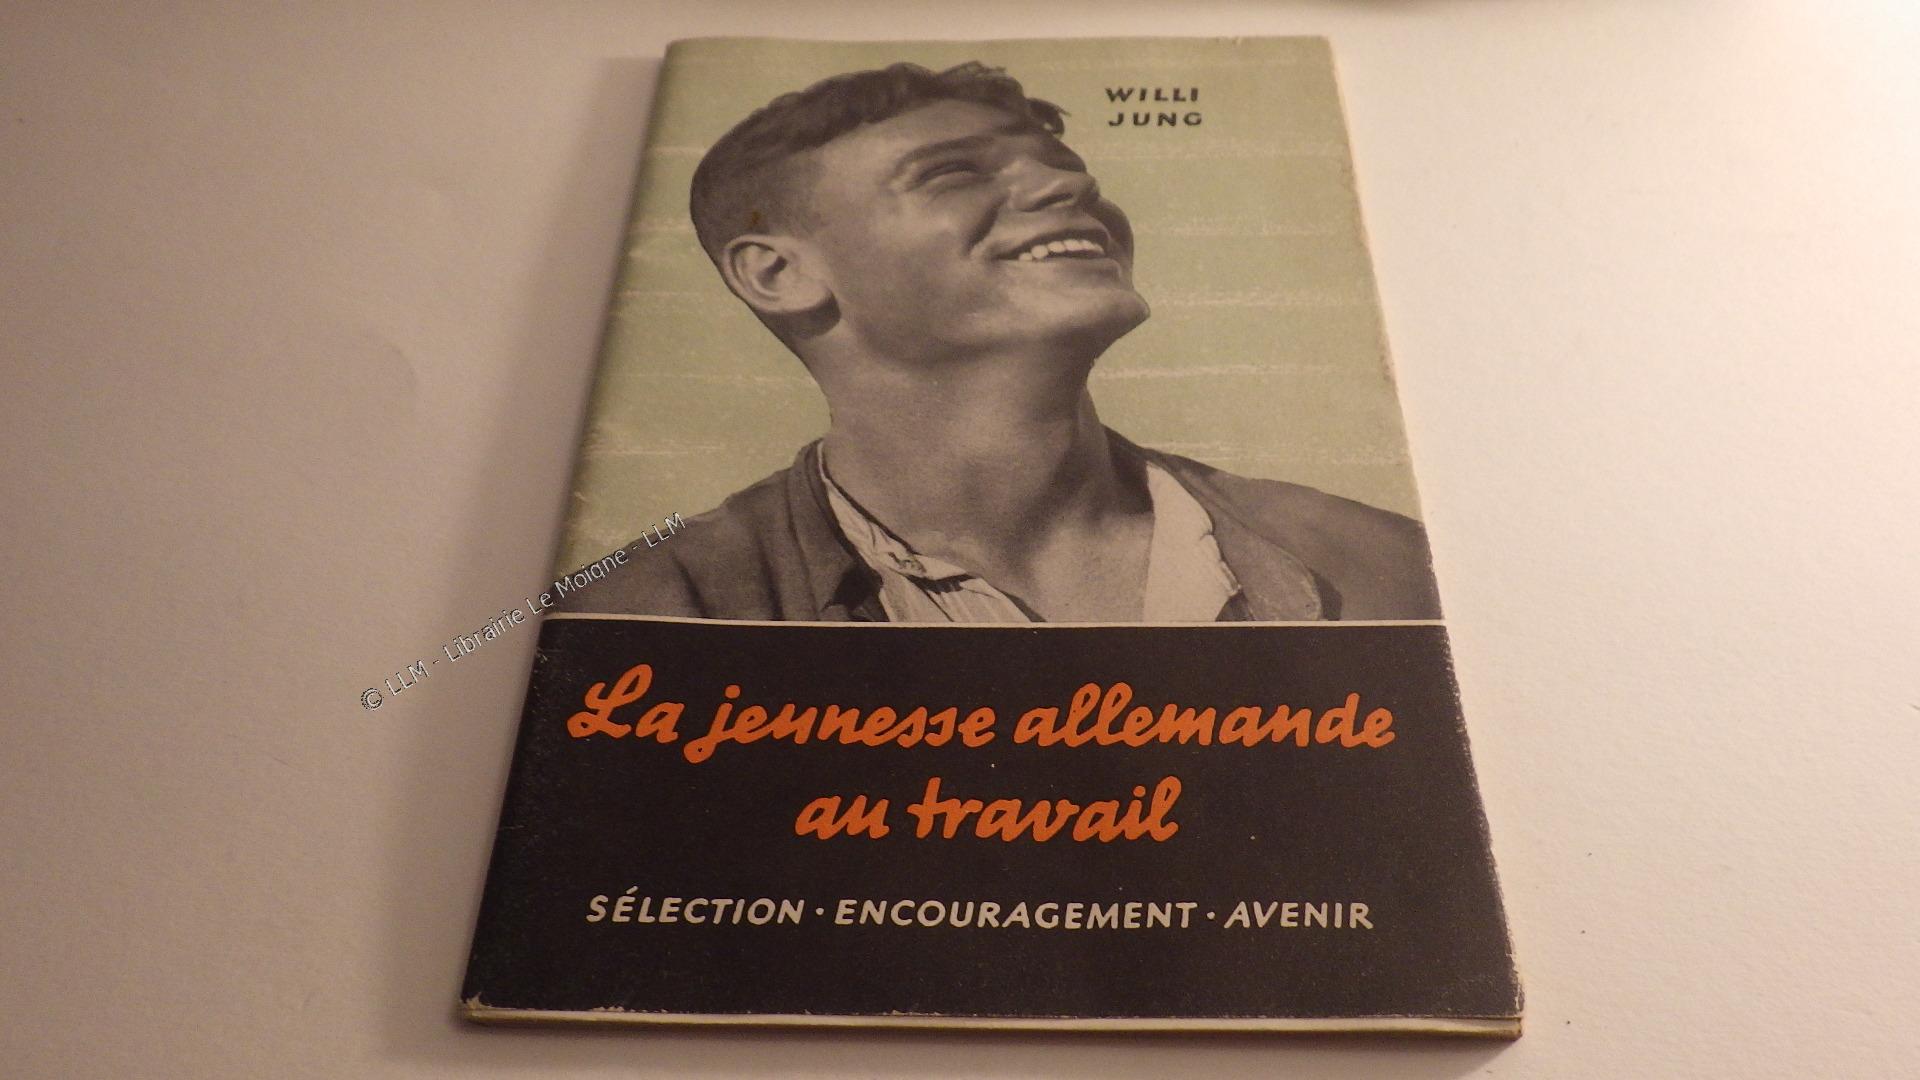 WILLI
JUNG
© LLM - Librairie Le Moigne - LLM
La jeunesse allemande
au travail
SÉLECTION · ENCOURAGEMENT · AVENIR